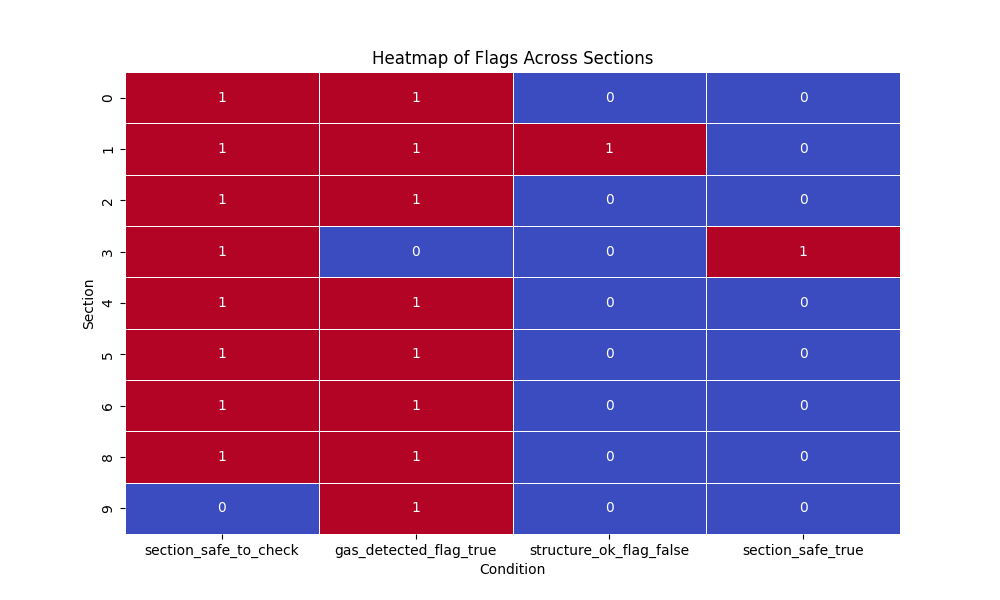 Heatmap of Flags Across Sections
Section
0 1 1 0 0
1 1 1 1 0
2 1 1 0 0
3 1 0 0 1
4 1 1 0 0
5 1 1 0 0
6 1 1 0 0
8 1 1 0 0
9 0 1 0 0
section_safe_to_check gas_detected_flag_true structure_ok_flag_false section_safe_true
Condition